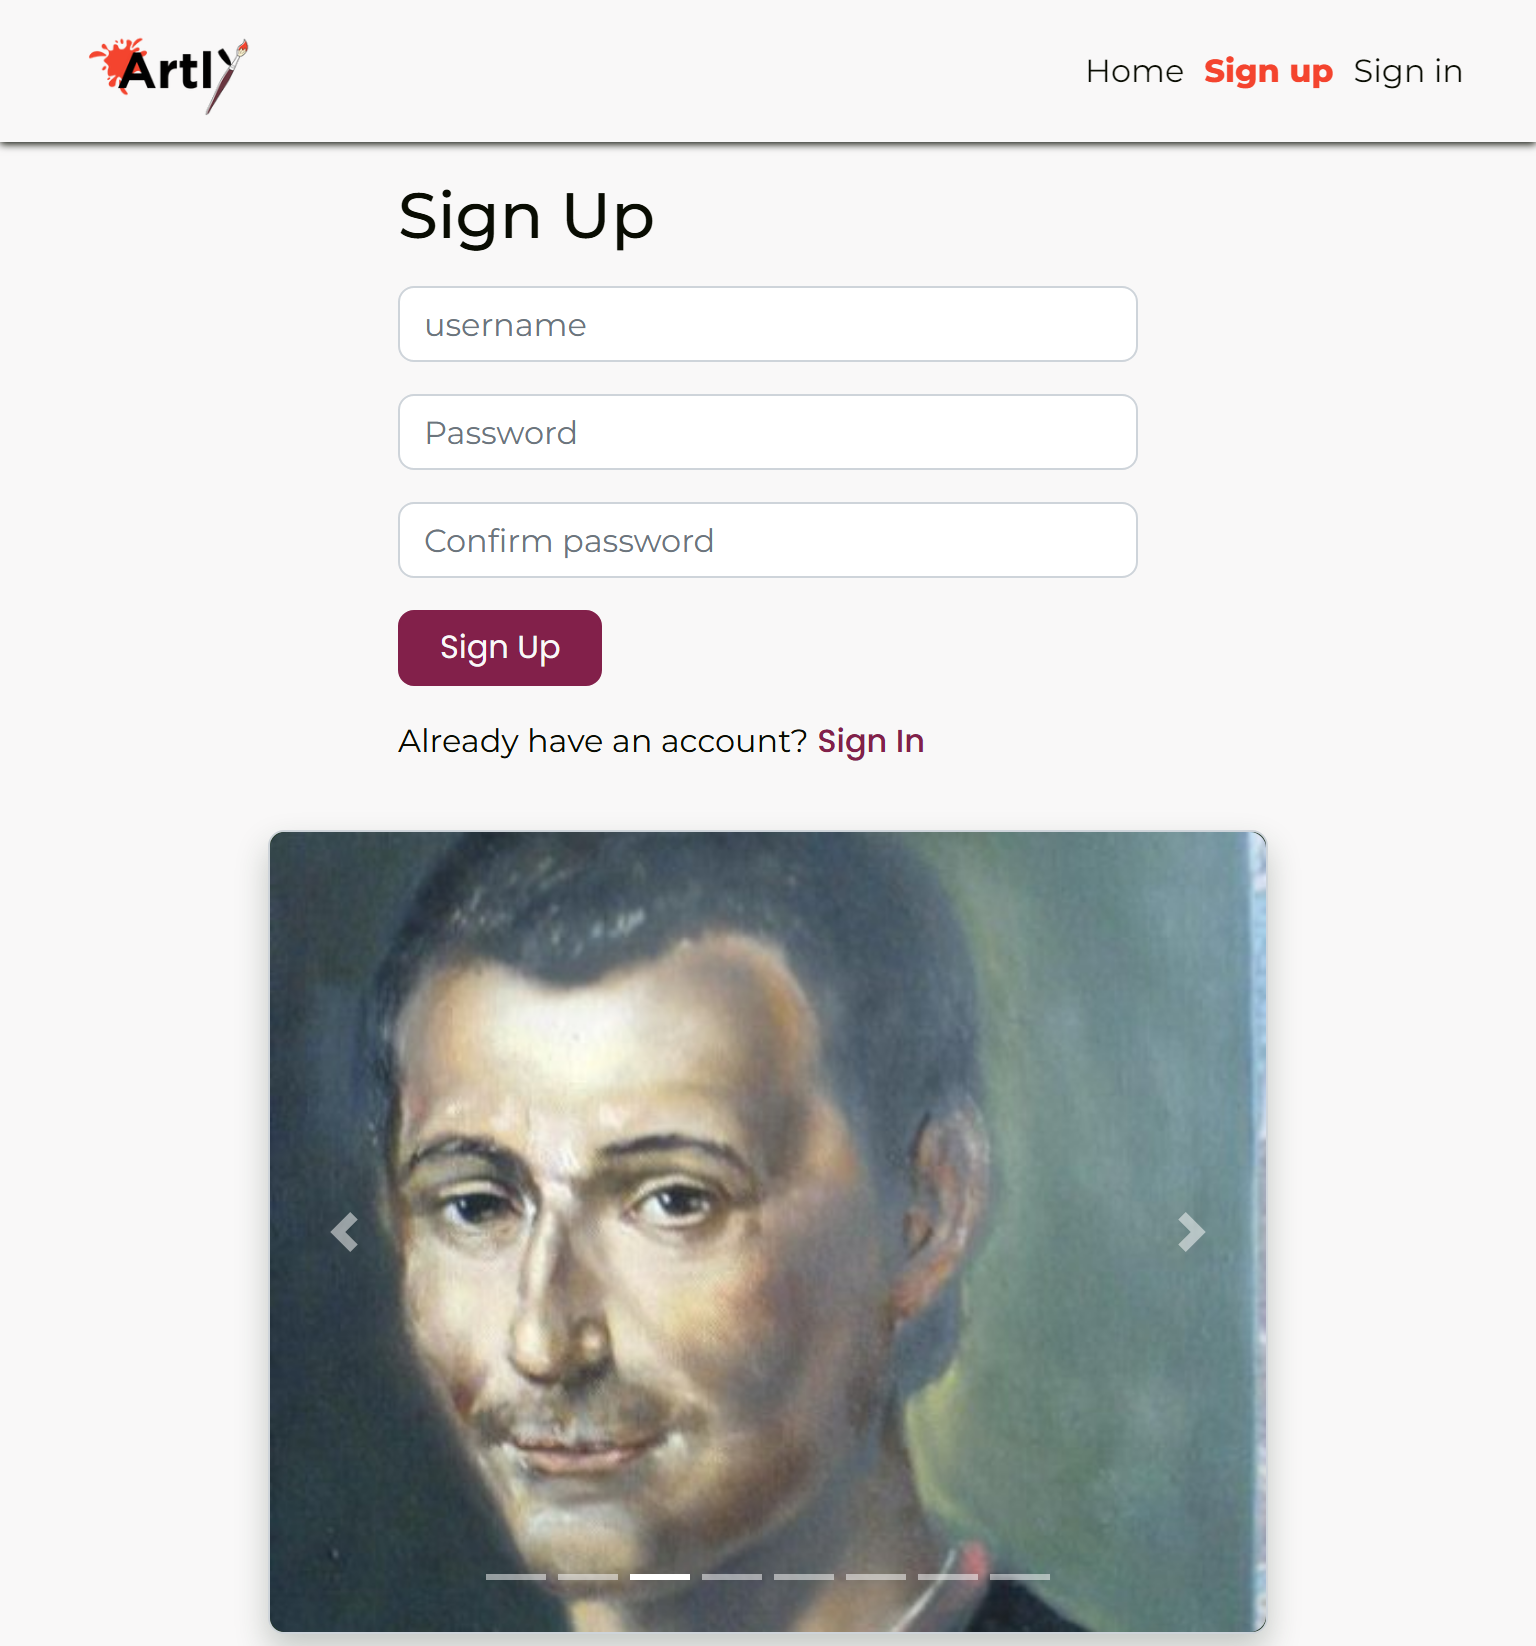 Artly
Home Sign up Sign in
Sign Up
username
Password
Confirm password
Sign Up
Already have an account? Sign In